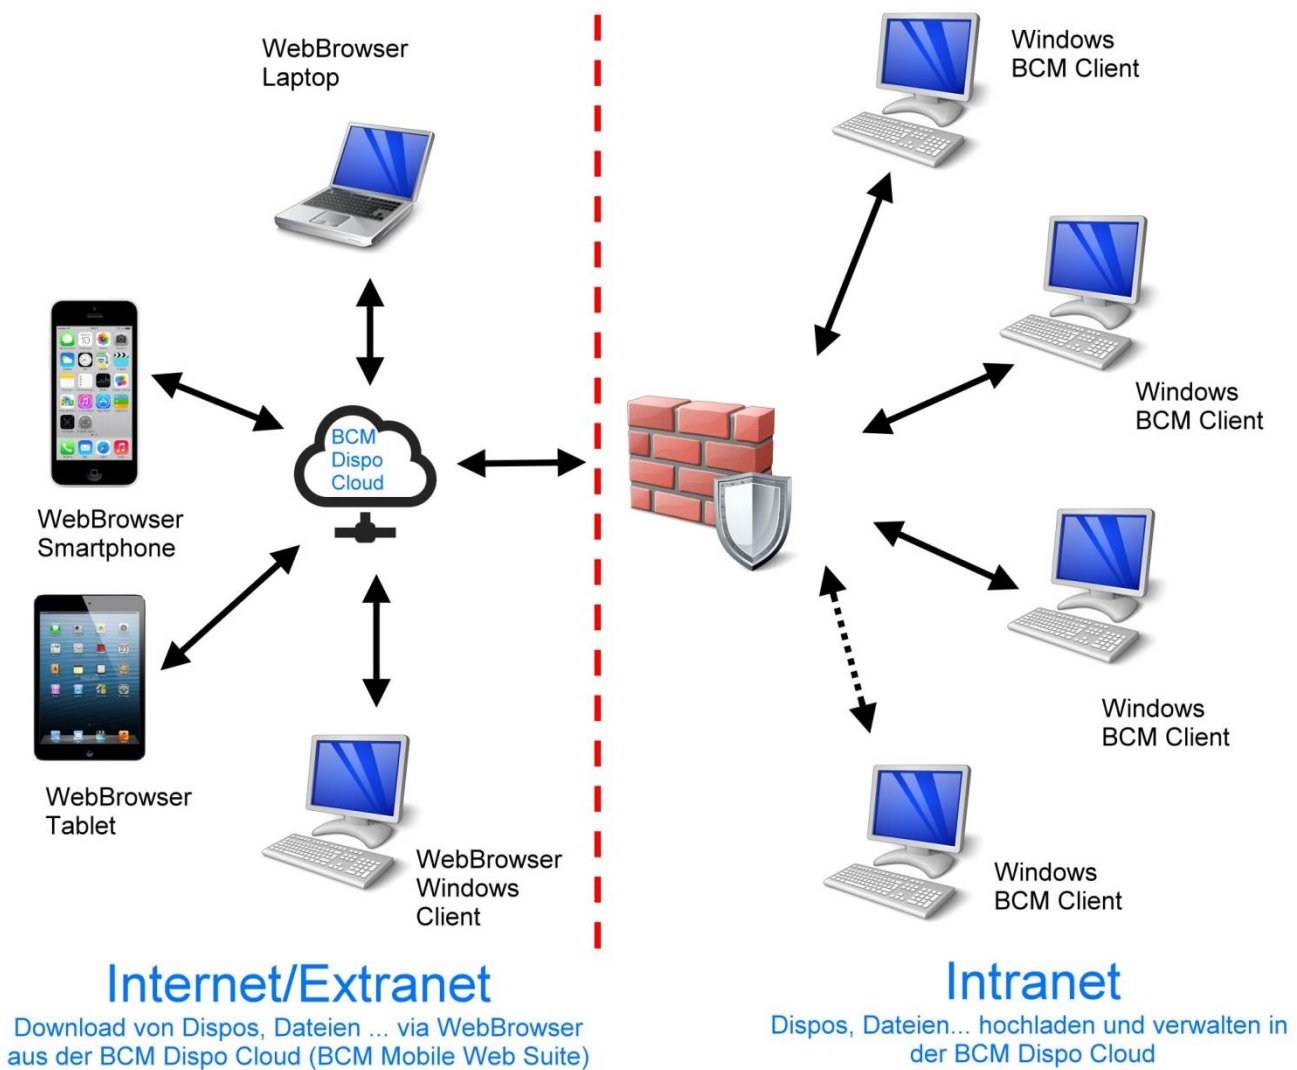 WebBrowser
Laptop
Windows
BCM Client
Windows
BCM Client
BCM
Dispo
Cloud
WebBrowser
Smartphone
Windows
BCM Client
WebBrowser
Tablet
WebBrowser
Windows
Client
Windows
BCM Client
Internet/Extranet
Download von Dispos, Dateien ... via WebBrowser
aus der BCM Dispo Cloud (BCM Mobile Web Suite)
Intranet
Dispos, Dateien... hochladen und verwalten in
der BCM Dispo Cloud